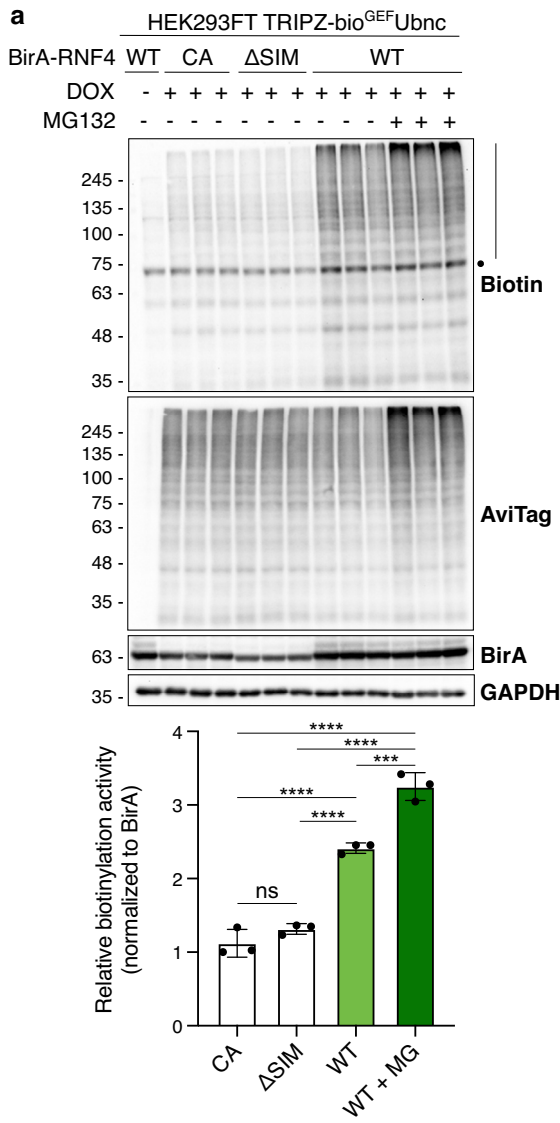 a
HEK293FT TRIPZ-bioGEFUbnc
BirA-RNF4 WT CA ΔSIM WT
DOX - + + + + + + + + + + + +
MG132 - - - - - - - - - - + + +
245 -
135 -
100 -
75 -
63 -
48 -
35 -
Biotin
245 -
135 -
100 -
75 -
63 -
48 -
35 -
AviTag
63 - BirA
35 - GAPDH
Relative biotinylation activity
(normalized to BirA)
4
3
2
1
0
****
****
***
****
****
ns
CA
ΔSIM
WT
WT + MG